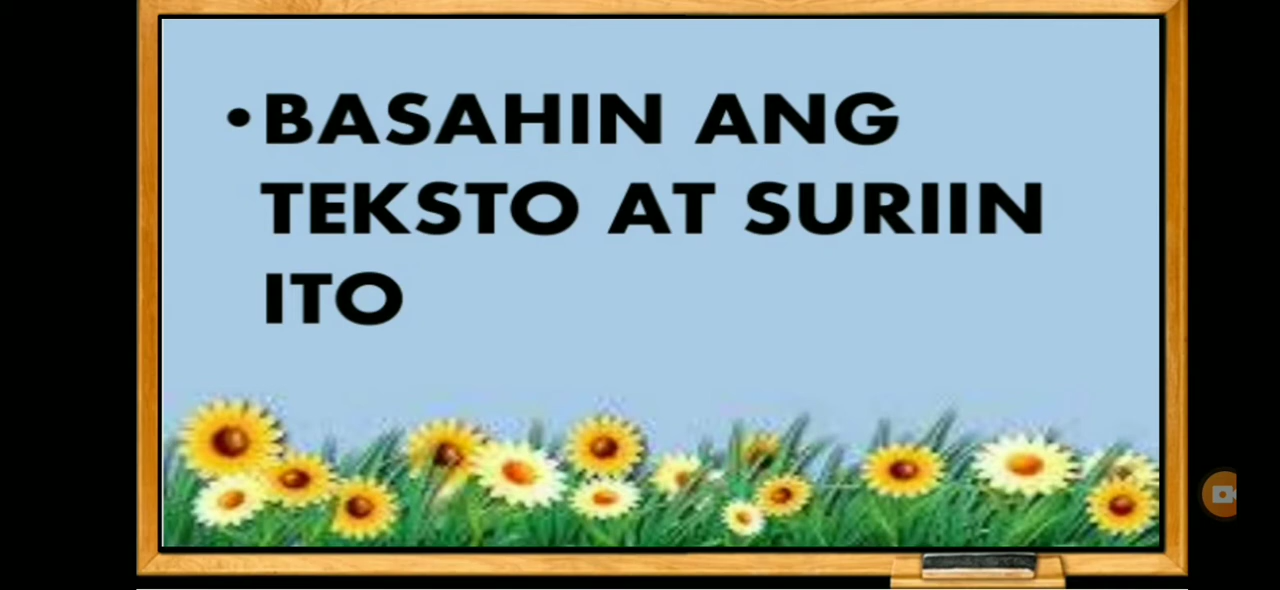 •BASAHIN ANG
TEKSTO AT SURIIN
ITO